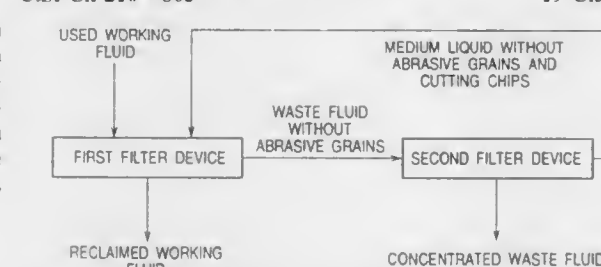 USED WORKING
FLUID
MEDIUM LIQUID WITHOUT
ABRASIVE GRAINS AND
CUTTING CHIPS
WASTE FLUID
WITHOUT
ABRASIVE GRAINS
FIRST FILTER DEVICE
SECOND FILTER DEVICE
RECLAIMED WORKING
FLUID
CONCENTRATED WASTE FLUID